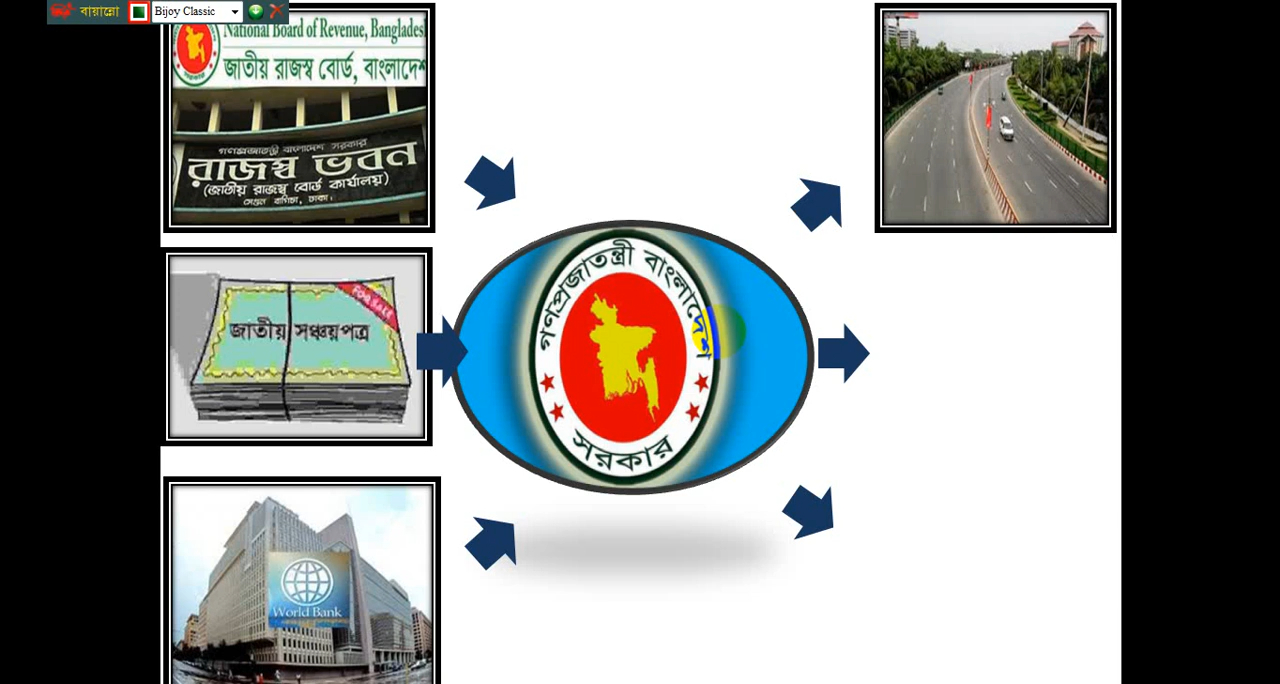 বায়ান্নো
Bijoy Classic
National Board of Revenue, Banglades
জাতীয় রাজস্ব বোর্ড, বাংলাদেশ
গণপ্রজাতন্ত্রী বাংলাদেশ সরকার
রাজস্ব ভবন
(জাতীয় রাজস্ব বোর্ড কার্যালয়)
সেগুন বাগিচা, ঢাকা।
FOR SALE
জাতীয় সঞ্চয়পত্র
গণপ্রজাতন্ত্রী বাংলাদেশ
সরকার
World Bank